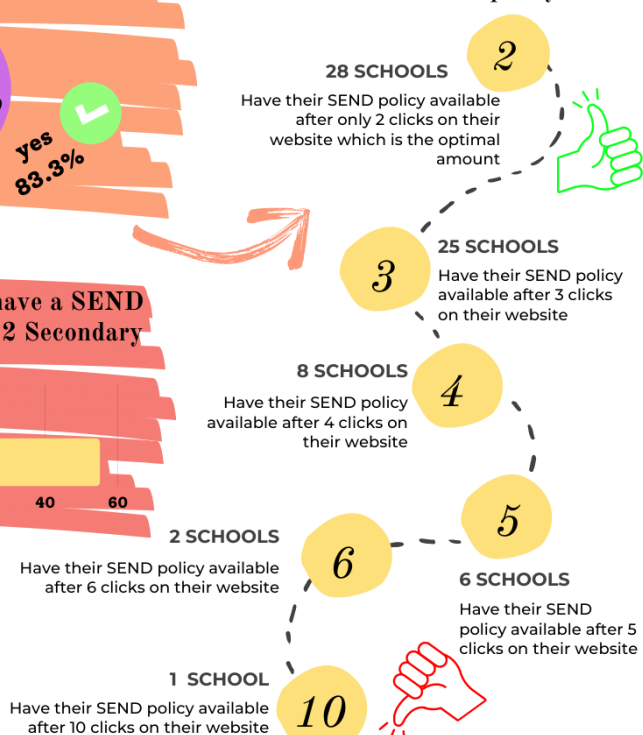 2
28 SCHOOLS
Have their SEND policy available
after only 2 clicks on their
website which is the optimal
amount
yes
83.3%
3
25 SCHOOLS
Have their SEND policy
available after 3 clicks
on their website
have a SEND
2 Secondary
40
60
8 SCHOOLS
Have their SEND policy
available after 4 clicks on
their website
4
5
6 SCHOOLS
Have their SEND
policy available after 5
clicks on their website
2 SCHOOLS
Have their SEND policy available
after 6 clicks on their website
6
1 SCHOOL
Have their SEND policy available
after 10 clicks on their website
10